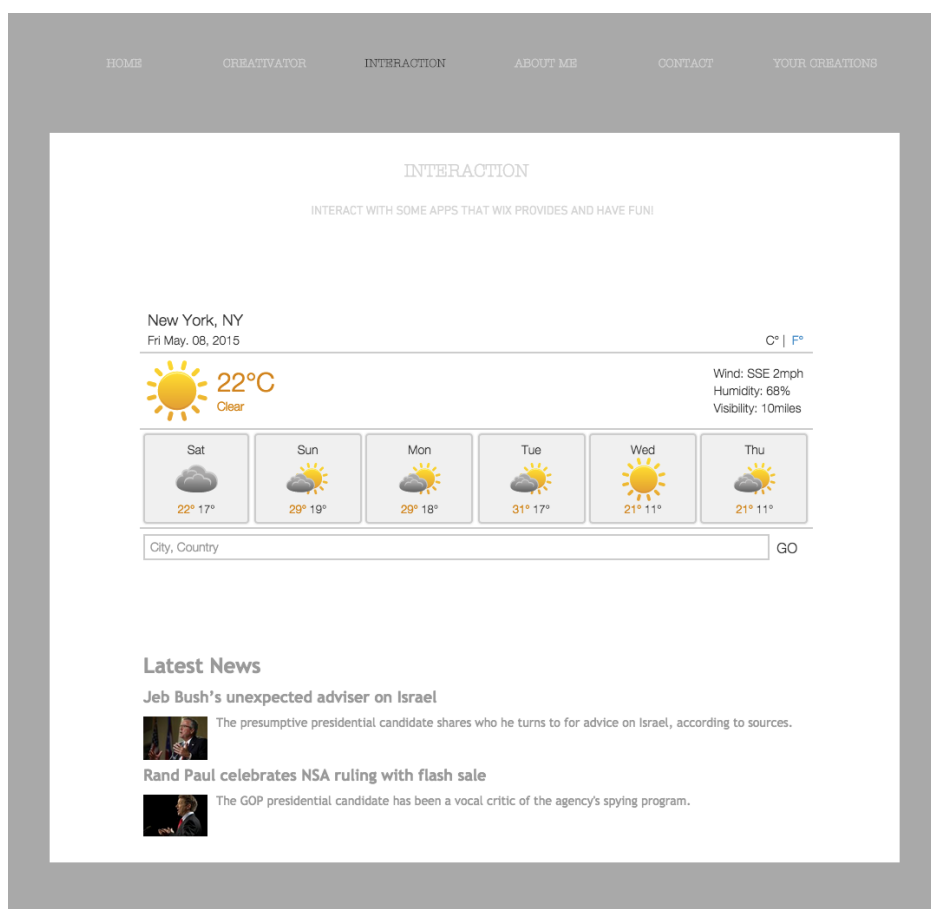 HOME CREATIVATOR INTERACTION ABOUT ME CONTACT YOUR CREATIONS
INTERACTION
INTERACT WITH SOME APPS THAT WIX PROVIDES AND HAVE FUN!
New York, NY
Fri May. 08, 2015 C° | F°
22°C
Clear
Wind: SSE 2mph
Humidity: 68%
Visibility: 10miles
Sat Sun Mon Tue Wed Thu
22° 17° 29° 19° 29° 18° 31° 17° 21° 11° 21° 11°
City, Country GO
Latest News
Jeb Bush's unexpected adviser on Israel
The presumptive presidential candidate shares who he turns to for advice on Israel, according to sources.
Rand Paul celebrates NSA ruling with flash sale
The GOP presidential candidate has been a vocal critic of the agency's spying program.